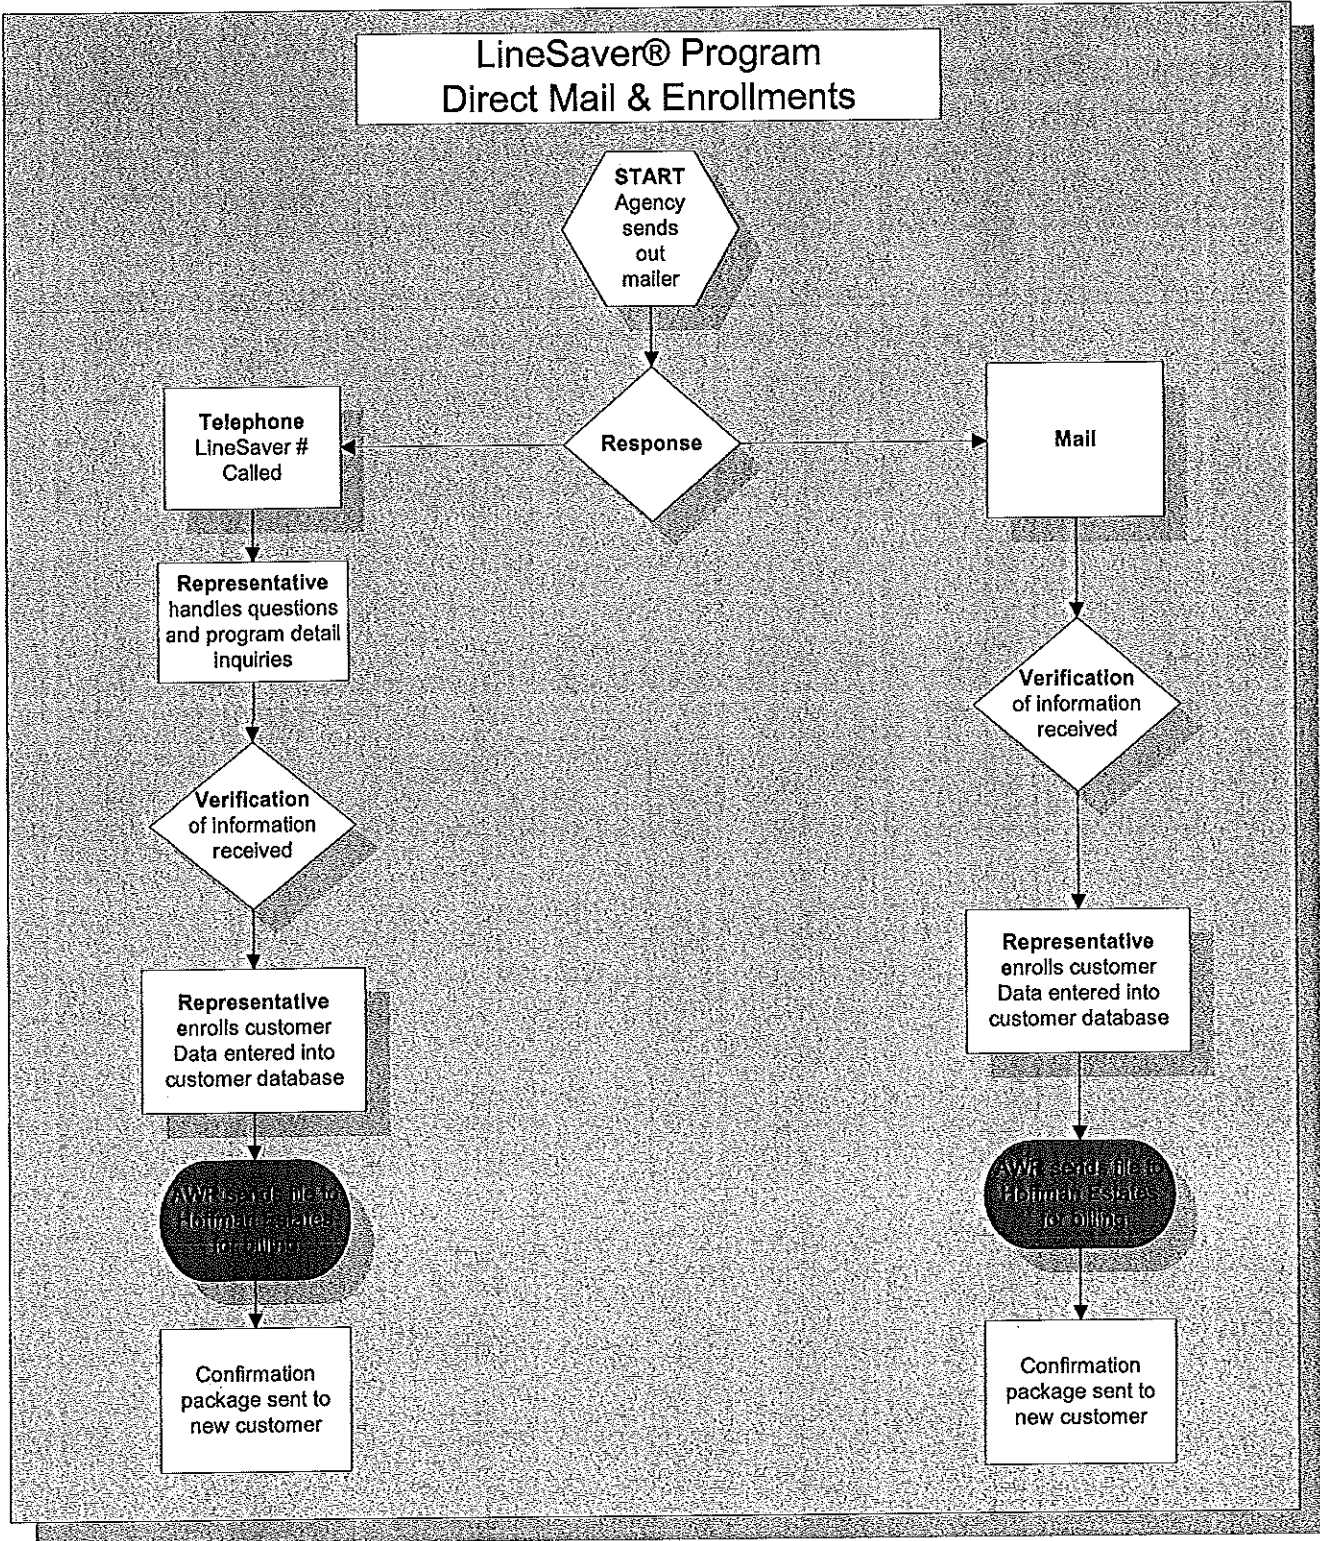 LineSaver® Program
Direct Mail & Enrollments
START
Agency
sends
out
mailer
Response
Telephone
LineSaver #
Called
Mail
Representative
handles questions
and program detail
inquiries
Verification
of information
received
Verification
of information
received
Representative
enrolls customer
Data entered into
customer database
Representative
enrolls customer
Data entered into
customer database
AWR sends file to
Hoffman Estates
for billing
AWR sends file to
Hoffman Estates
for billing
Confirmation
package sent to
new customer
Confirmation
package sent to
new customer